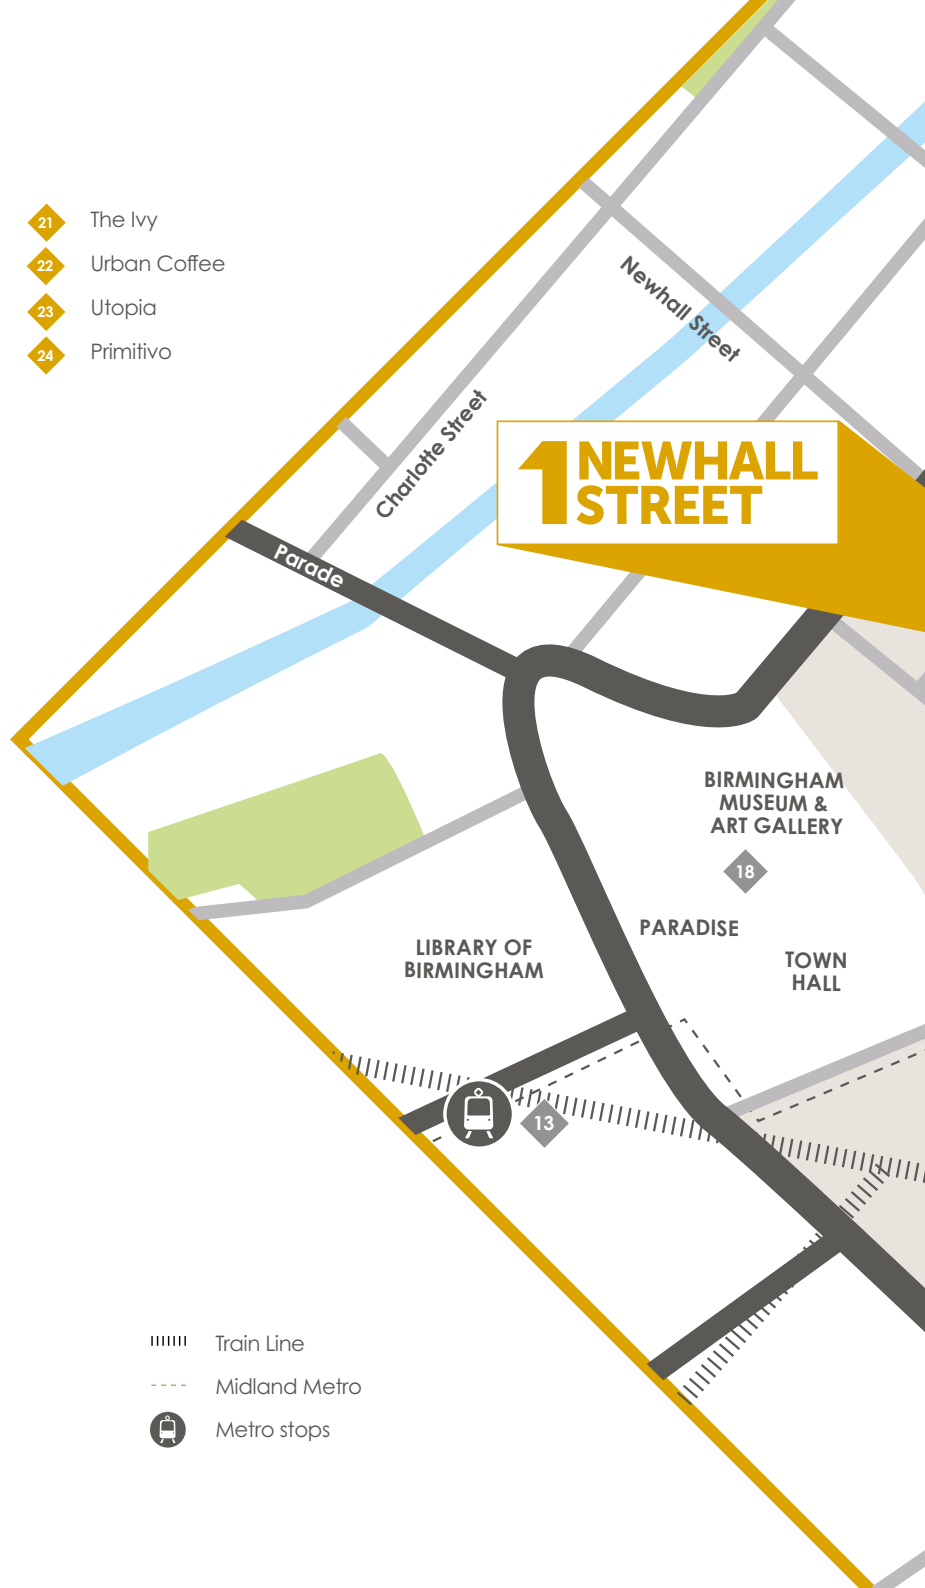 21 The Ivy
22 Urban Coffee
23 Utopia
24 Primitivo
Newhall Street
Charlotte Street
1 NEWHALL
STREET
Parade
BIRMINGHAM
MUSEUM &
ART GALLERY
18
PARADISE
LIBRARY OF
BIRMINGHAM
TOWN
HALL
13
Train Line
Midland Metro
Metro stops